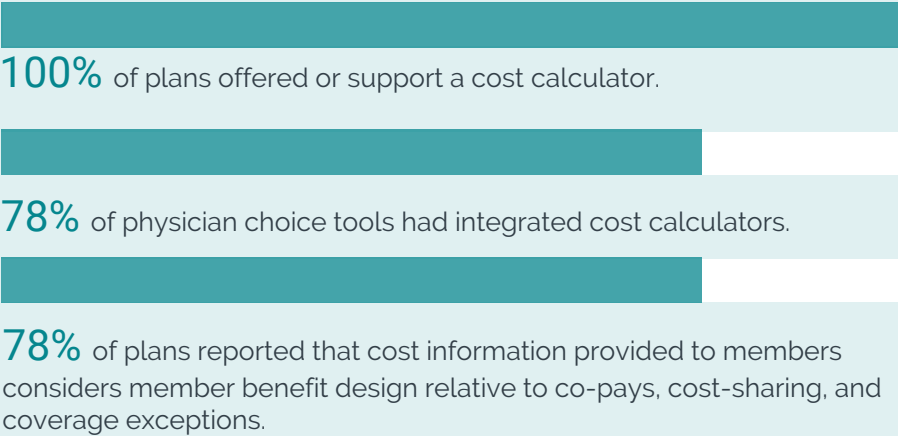 100% of plans offered or support a cost calculator.
78% of physician choice tools had integrated cost calculators.
78% of plans reported that cost information provided to members
considers member benefit design relative to co-pays, cost-sharing, and
coverage exceptions.